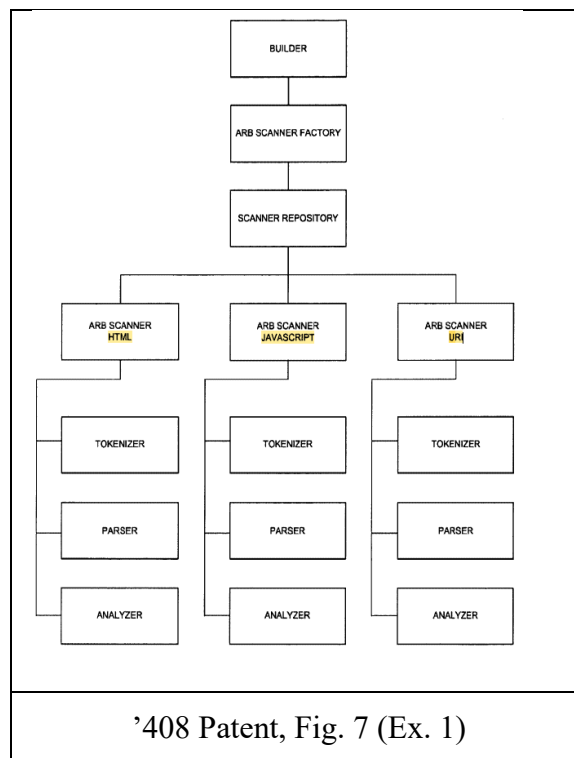 BUILDER
ARB SCANNER FACTORY
SCANNER REPOSITORY
ARB SCANNER
HTML
ARB SCANNER
JAVASCRIPT
ARB SCANNER
URI
TOKENIZER
TOKENIZER
TOKENIZER
PARSER
PARSER
PARSER
ANALYZER
ANALYZER
ANALYZER
’408 Patent, Fig. 7 (Ex. 1)